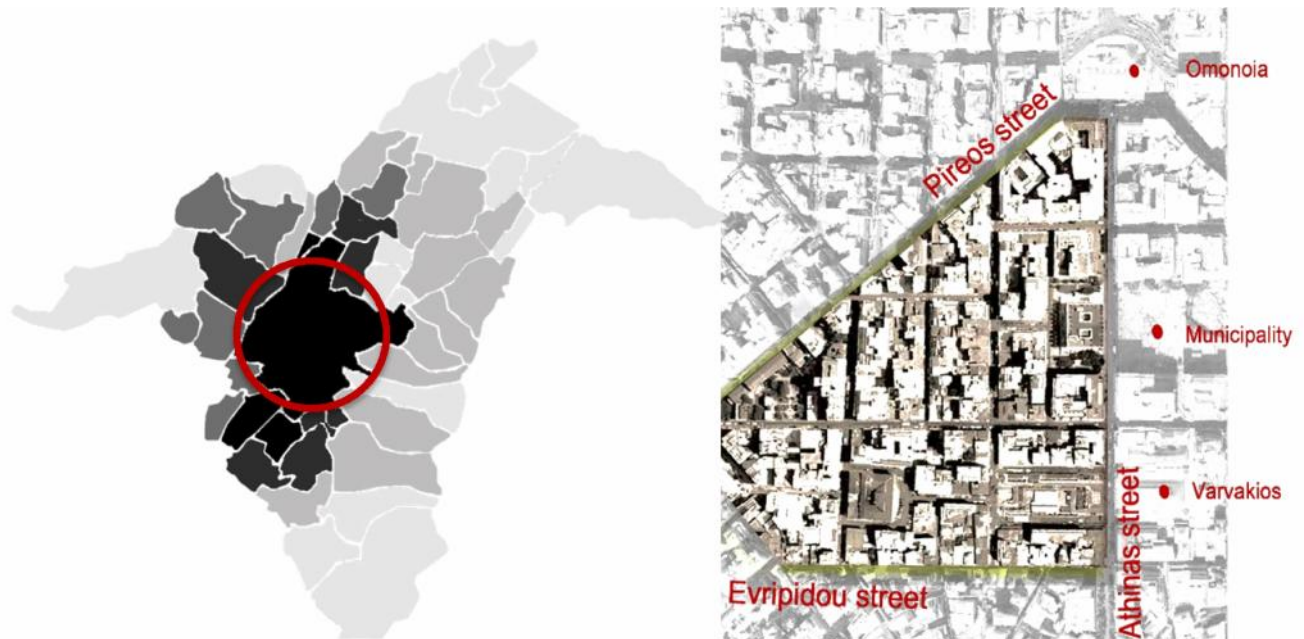 Omonoia
Pireos street
Municipality
Varvakios
Athinas street
Evripidou street